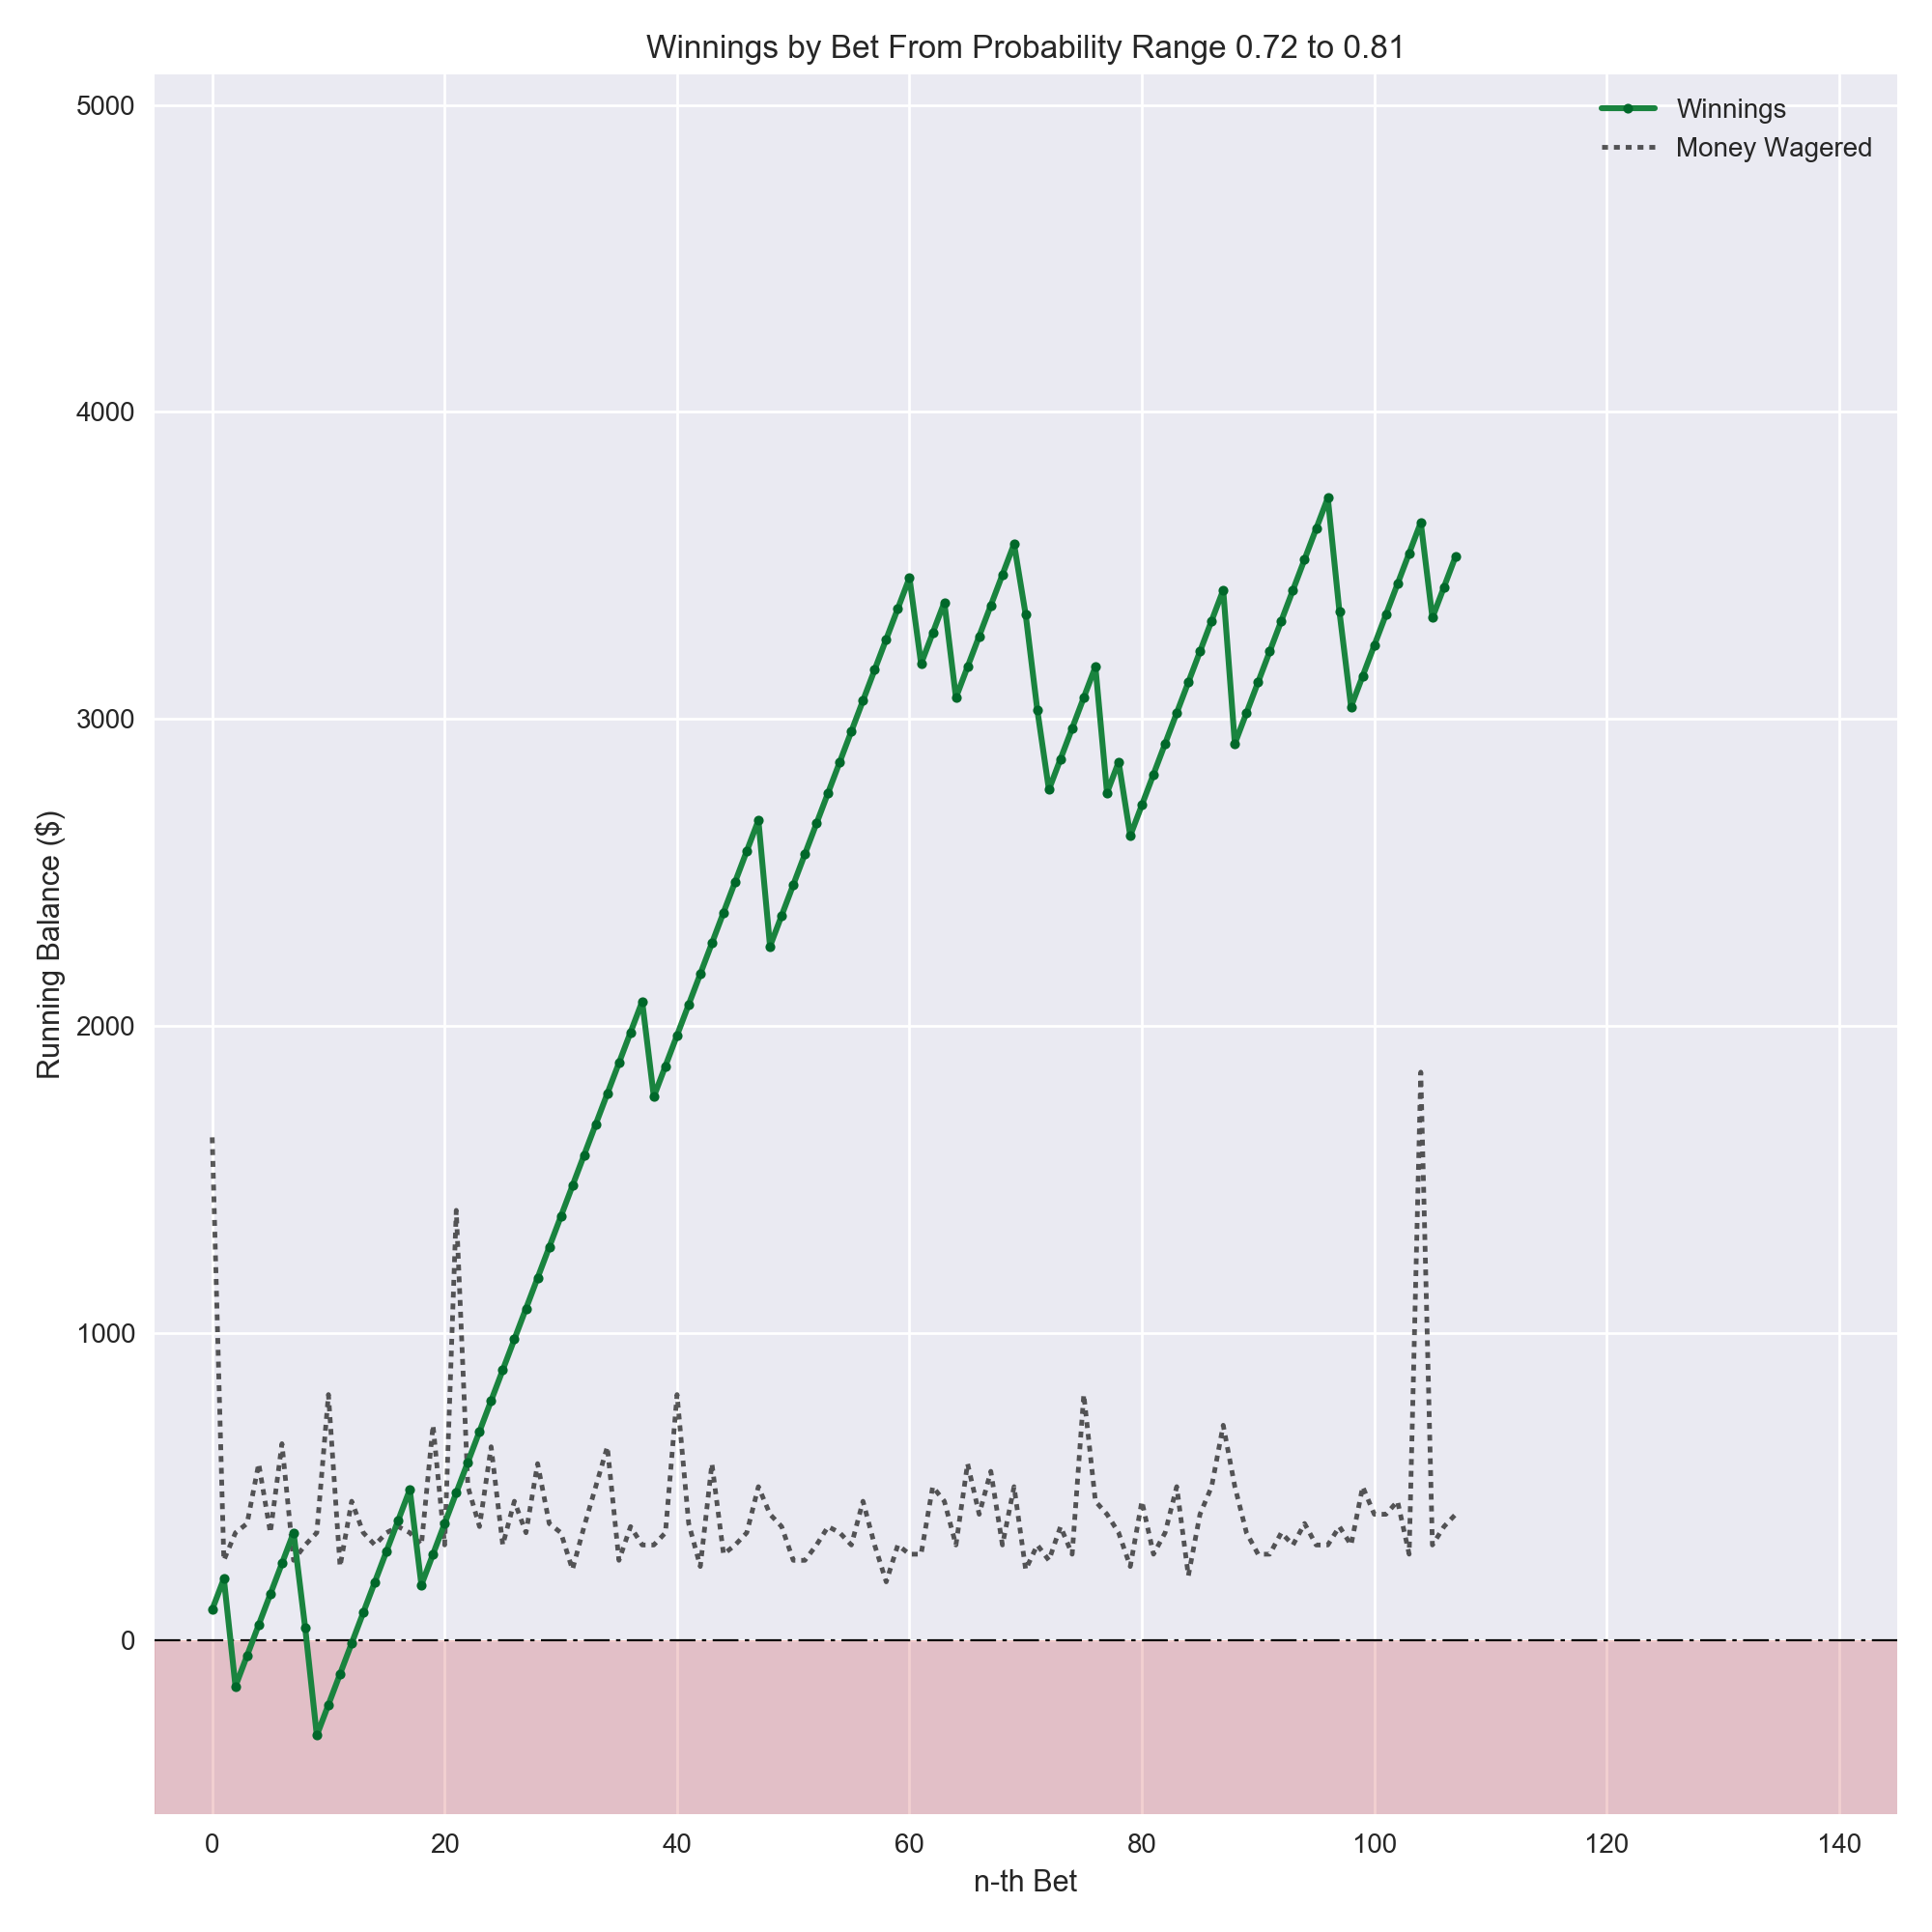 Winnings by Bet From Probability Range 0.72 to 0.81
5000
4000
3000
2000
1000
0
Running Balance ($)
Winnings
Money Wagered
0 20 40 60 80 100 120 140
n-th Bet